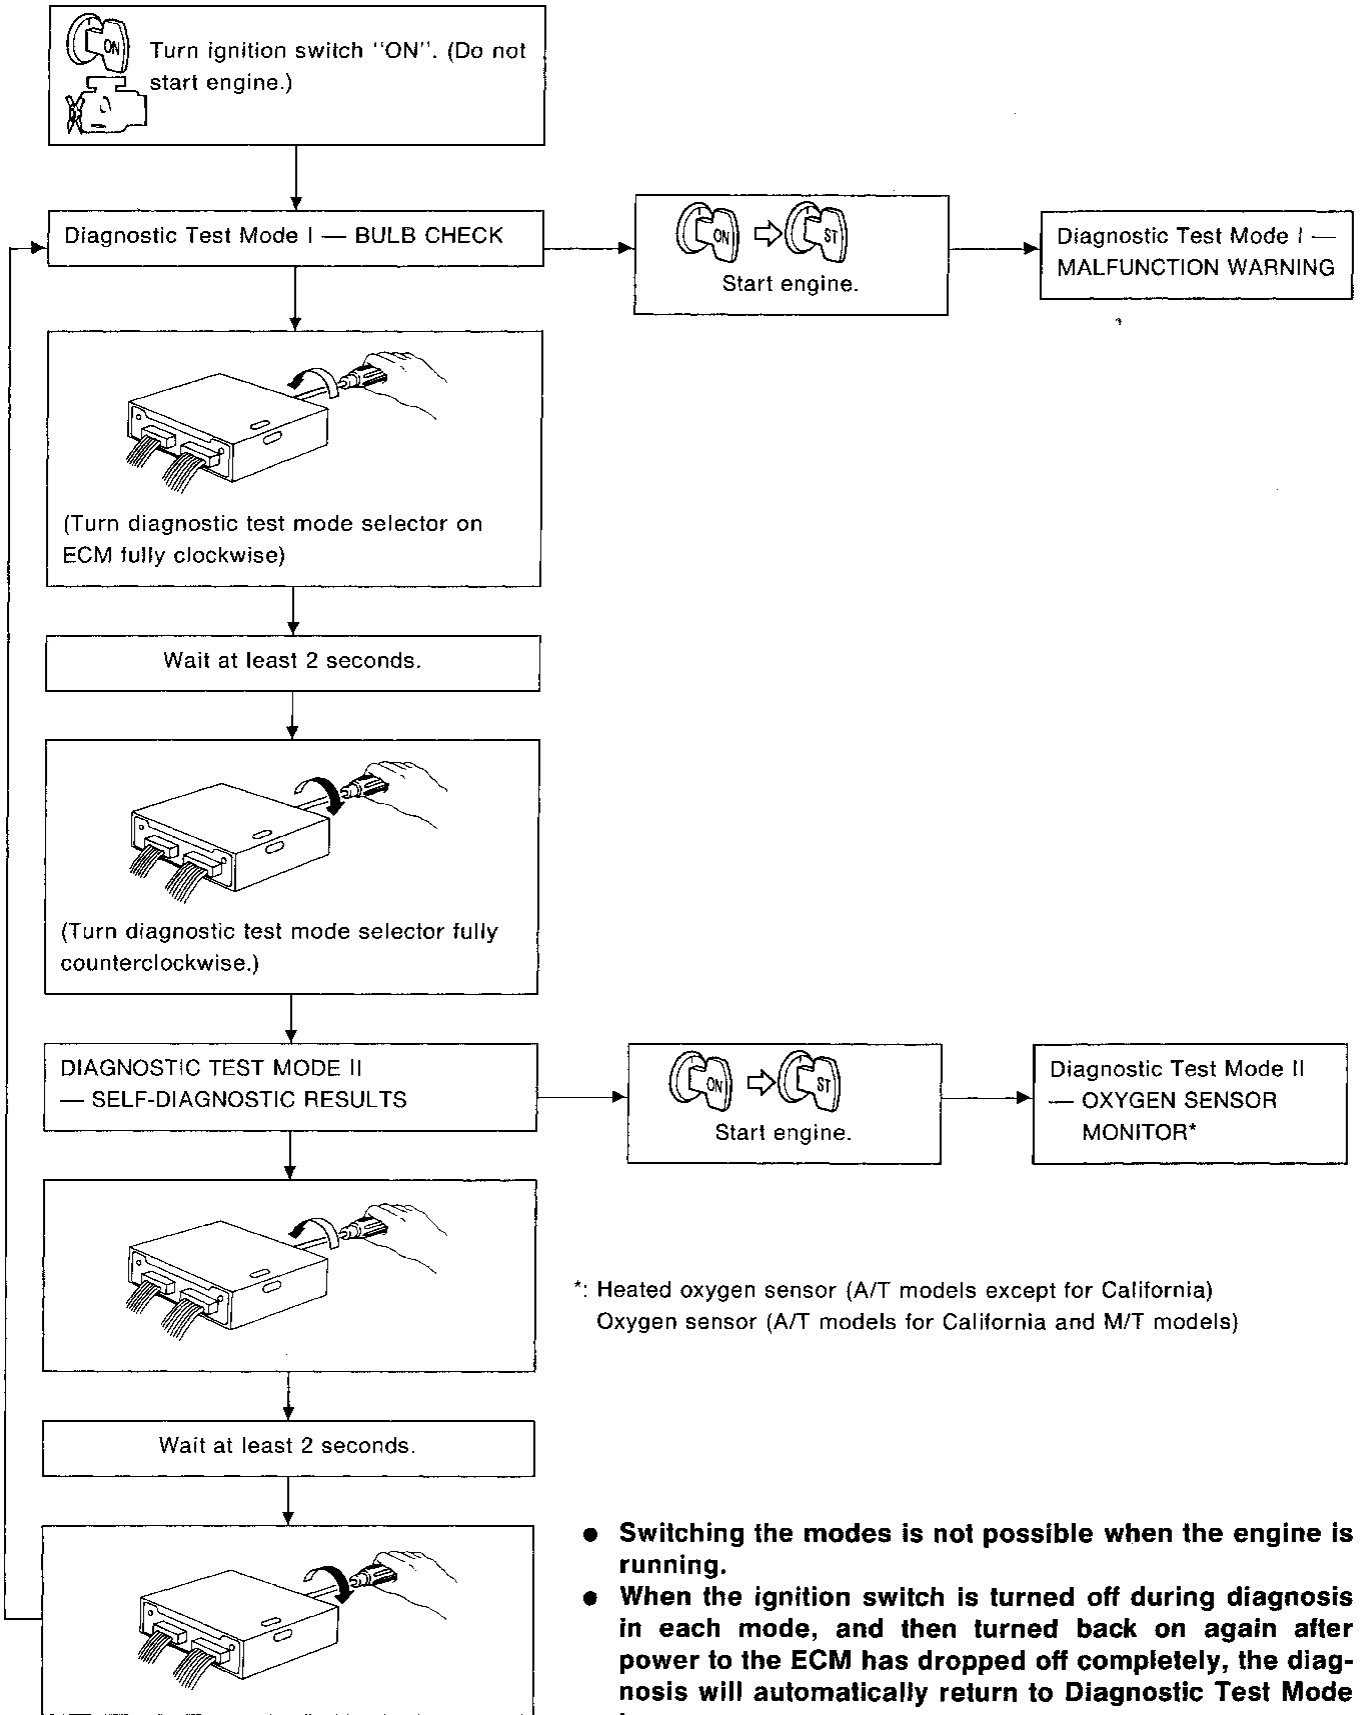 ON
Turn ignition switch "ON". (Do not
start engine.)
Diagnostic Test Mode I — BULB CHECK
ON
ST
Start engine.
Diagnostic Test Mode I —
MALFUNCTION WARNING
(Turn diagnostic test mode selector on
ECM fully clockwise)
Wait at least 2 seconds.
(Turn diagnostic test mode selector fully
counterclockwise.)
DIAGNOSTIC TEST MODE II
— SELF-DIAGNOSTIC RESULTS
ON
ST
Start engine.
Diagnostic Test Mode II
— OXYGEN SENSOR
MONITOR*
*: Heated oxygen sensor (A/T models except for California)
Oxygen sensor (A/T models for California and M/T models)
Wait at least 2 seconds.
● Switching the modes is not possible when the engine is
running.
● When the ignition switch is turned off during diagnosis
in each mode, and then turned back on again after
power to the ECM has dropped off completely, the diag-
nosis will automatically return to Diagnostic Test Mode